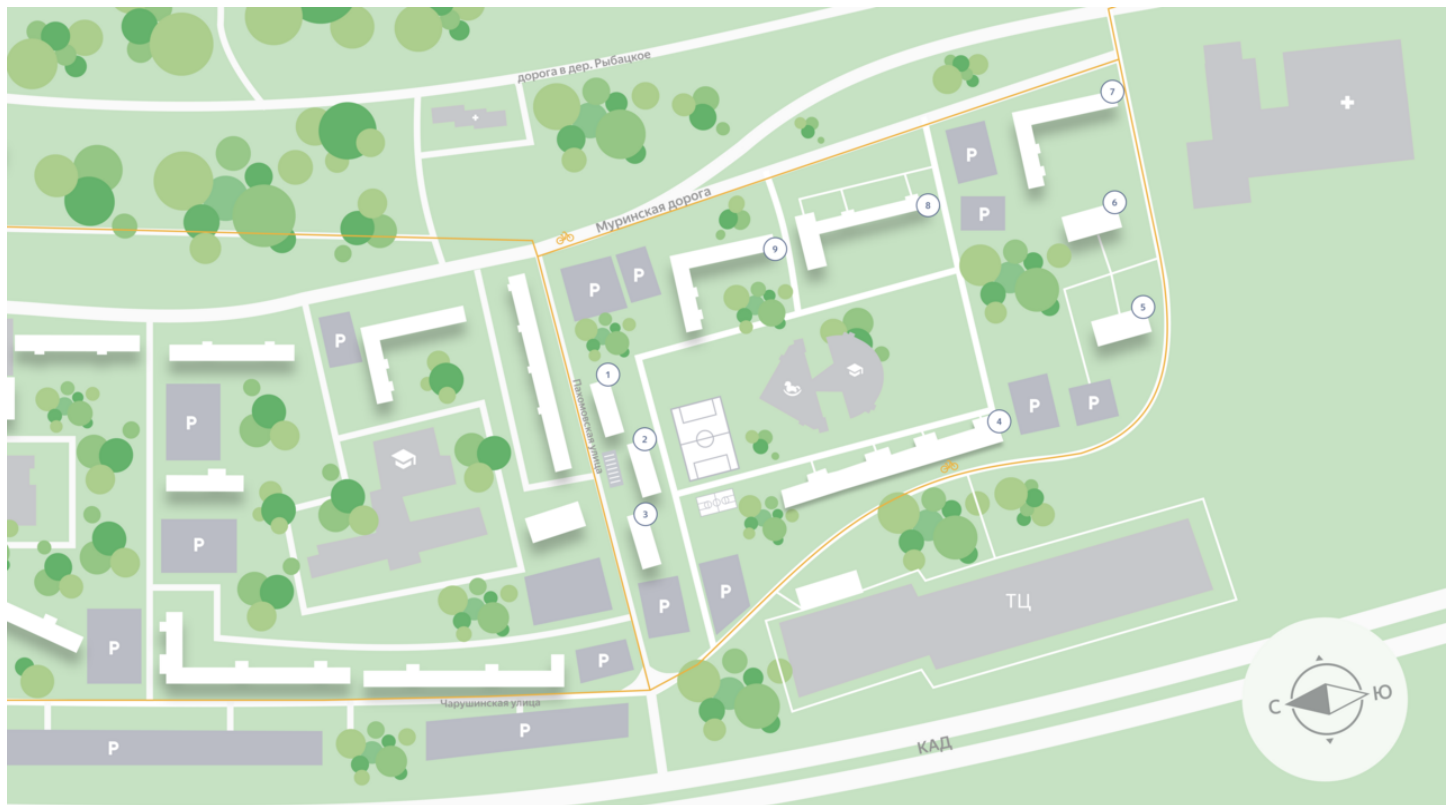 дорога в дер. Рыбацкое
7
P
Муринская дорога
8
P
6
9
P
P
5
P
1
Пахомовская улица
P
P
P
4
2
3
P
P
P
P
ТЦ
P
P
Чарушинская улица
P
P
КАД
С
Ю